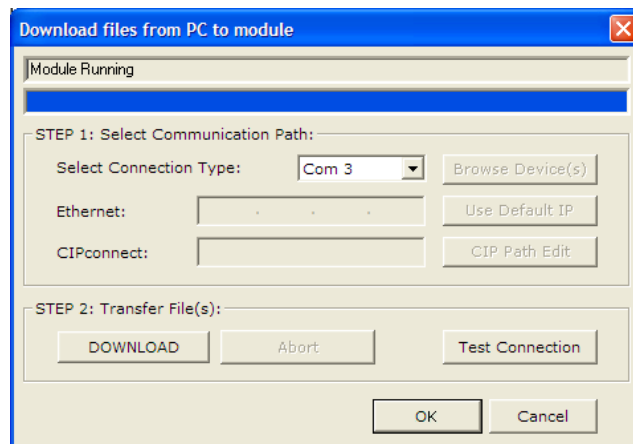 Download files from PC to module
Module Running
STEP 1: Select Communication Path:
Select Connection Type: Com 3 Browse Device(s)
Ethernet: . . . Use Default IP
CIPconnect: CIP Path Edit
STEP 2: Transfer File(s):
DOWNLOAD Abort Test Connection
OK Cancel